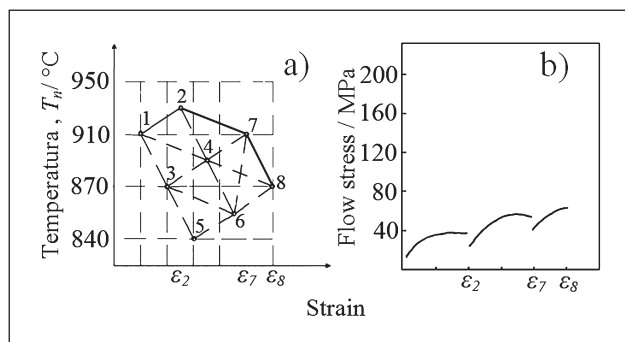 a)
Temperatura , Tₙ/ °C
950
910
870
840
1
2
3
4
5
6
7
8
ε₂
ε₇
ε₈
b)
Flow stress / MPa
200
160
120
80
40
ε₂
ε₇
ε₈
Strain